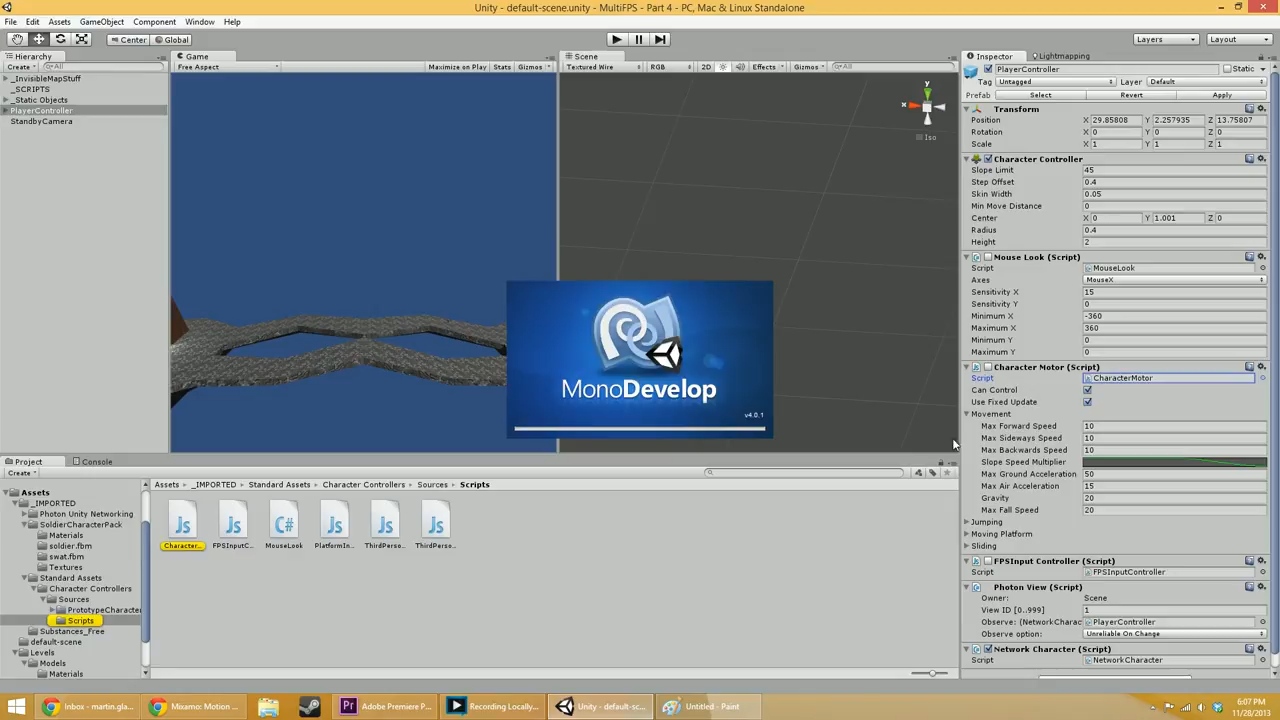 Unity - default-scene.unity - MultiFPS - Part 4 - PC, Mac & Linux Standalone
File Edit Assets GameObject Component Window Help
Center Global Layers Layout
Hierarchy
Create All
_InvisibleMapStuff
_SCRIPTS
_Static Objects
PlayerController
StandbyCamera
Game
Free Aspect Maximize on Play Stats Gizmos
Scene
Textured Wire RGB 2D Effects Gizmos All
y
x
Iso
MonoDevelop
v4.0.1
Inspector Lightmapping
PlayerController Static
Tag Untagged Layer Default
Prefab Select Revert Apply
Transform
Position X 29.85808 Y 2.257935 Z 13.75807
Rotation X 0 Y 0 Z 0
Scale X 1 Y 1 Z 1
Character Controller
Slope Limit 45
Step Offset 0.4
Skin Width 0.05
Min Move Distance 0
Center X 0 Y 1.001 Z 0
Radius 0.4
Height 2
Mouse Look (Script)
Script MouseLook
Axes MouseX
Sensitivity X 15
Sensitivity Y 0
Minimum X -360
Maximum X 360
Minimum Y 0
Maximum Y 0
Character Motor (Script)
Script CharacterMotor
Can Control
Use Fixed Update
Movement
Max Forward Speed 10
Max Sideways Speed 10
Max Backwards Speed 10
Slope Speed Multiplier
Max Ground Acceleration 50
Max Air Acceleration 15
Gravity 20
Max Fall Speed 20
Jumping
Moving Platform
Sliding
FPSInput Controller (Script)
Script FPSInputController
Photon View (Script)
Owner: Scene
View ID [0..999] 1
Observe: (NetworkCharac PlayerController
Observe option: Unreliable On Change
Network Character (Script)
Script NetworkCharacter
Project Console
Create
Assets
_IMPORTED
Photon Unity Networking
SoldierCharacterPack
Materials
soldier.fbm
swat.fbm
Textures
Standard Assets
Character Controllers
Sources
PrototypeCharacter
Scripts
Substances_Free
default-scene
Levels
Models
Materials
Assets _IMPORTED Standard Assets Character Controllers Sources Scripts
Js Js C# Js Js Js
Character... FPSInputC... MouseLook PlatformIn... ThirdPerso... ThirdPerso...
Inbox - martin.gla... Mixamo: Motion ... Pr Adobe Premiere P... Recording Locally... Unity - default-sc... Untitled - Paint
6:07 PM
11/28/2013